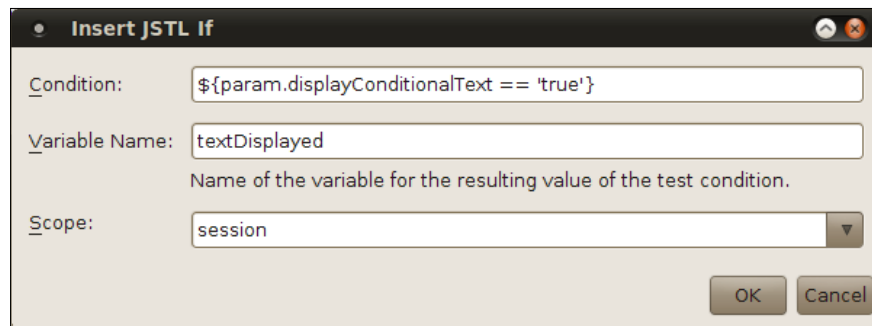 Insert JSTL If
Condition: ${param.displayConditionalText == 'true'}
Variable Name: textDisplayed
Name of the variable for the resulting value of the test condition.
Scope: session
OK Cancel